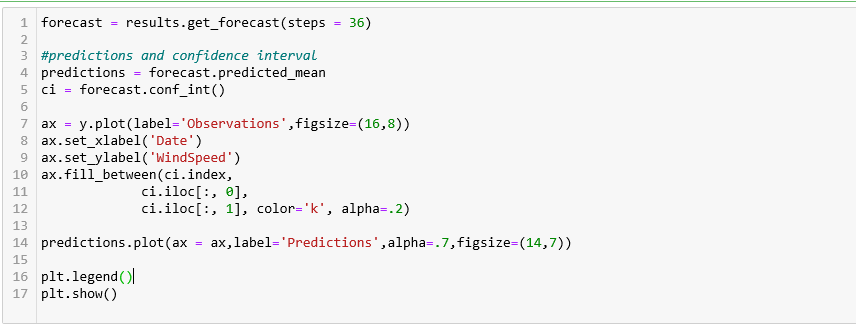 1 forecast = results.get_forecast(steps = 36)
2
3 #predictions and confidence interval
4 predictions = forecast.predicted_mean
5 ci = forecast.conf_int()
6
7 ax = y.plot(label='Observations',figsize=(16,8))
8 ax.set_xlabel('Date')
9 ax.set_ylabel('WindSpeed')
10 ax.fill_between(ci.index,
11              ci.iloc[:, 0],
12              ci.iloc[:, 1], color='k', alpha=.2)
13
14 predictions.plot(ax = ax,label='Predictions',alpha=.7,figsize=(14,7))
15
16 plt.legend()
17 plt.show()